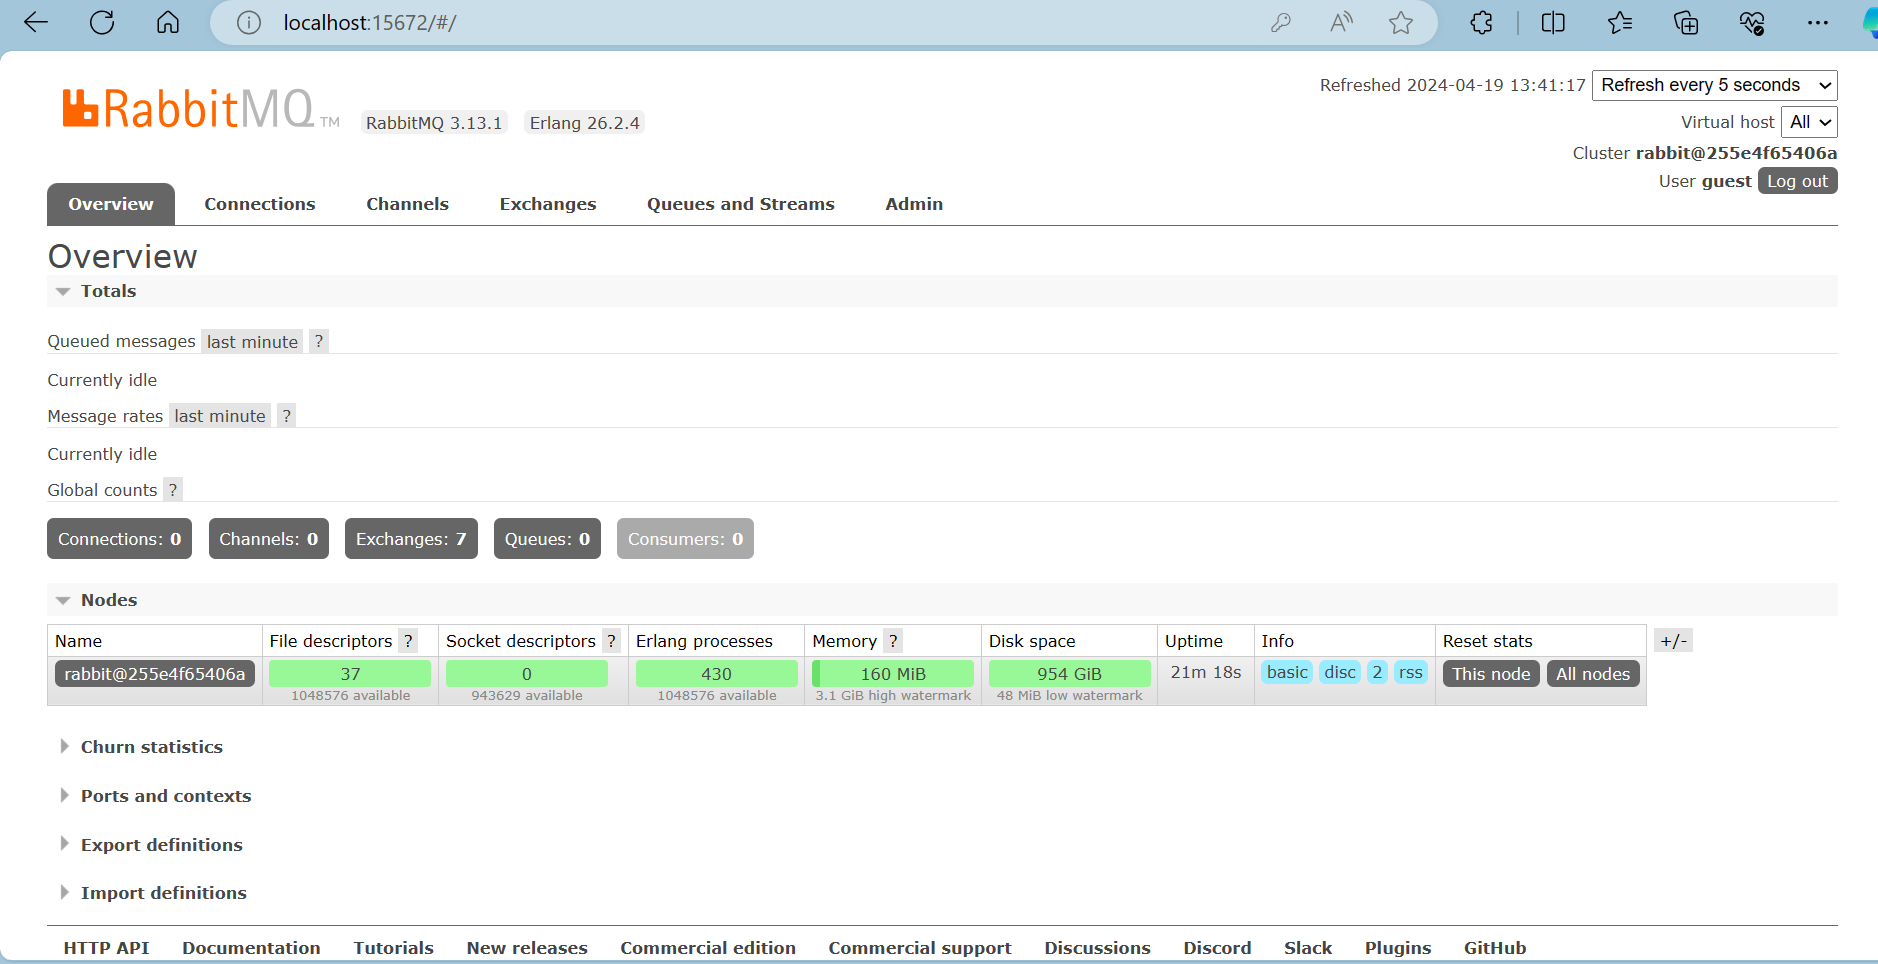 localhost:15672/#/
RabbitMQ TM RabbitMQ 3.13.1 Erlang 26.2.4
Refreshed 2024-04-19 13:41:17 Refresh every 5 seconds
Virtual host All
Cluster rabbit@255e4f65406a
User guest Log out
Overview Connections Channels Exchanges Queues and Streams Admin
Overview
Totals
Queued messages last minute ?
Currently idle
Message rates last minute ?
Currently idle
Global counts ?
Connections: 0 Channels: 0 Exchanges: 7 Queues: 0 Consumers: 0
Nodes
Name File descriptors ? Socket descriptors ? Erlang processes Memory ? Disk space Uptime Info Reset stats +/-
rabbit@255e4f65406a 37 0 430 160 MiB 954 GiB 21m 18s basic disc 2 rss This node All nodes
1048576 available 943629 available 1048576 available 3.1 GiB high watermark 48 MiB low watermark
Churn statistics
Ports and contexts
Export definitions
Import definitions
HTTP API Documentation Tutorials New releases Commercial edition Commercial support Discussions Discord Slack Plugins GitHub